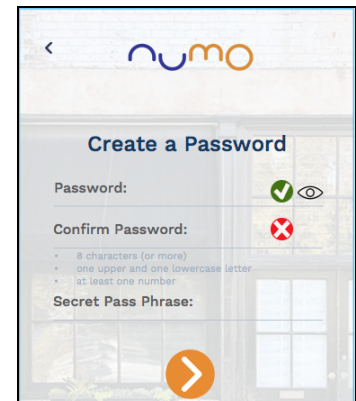 numo
Create a Password
Password:
Confirm Password:
• 8 characters (or more)
• one upper and one lowercase letter
• at least one number
Secret Pass Phrase: